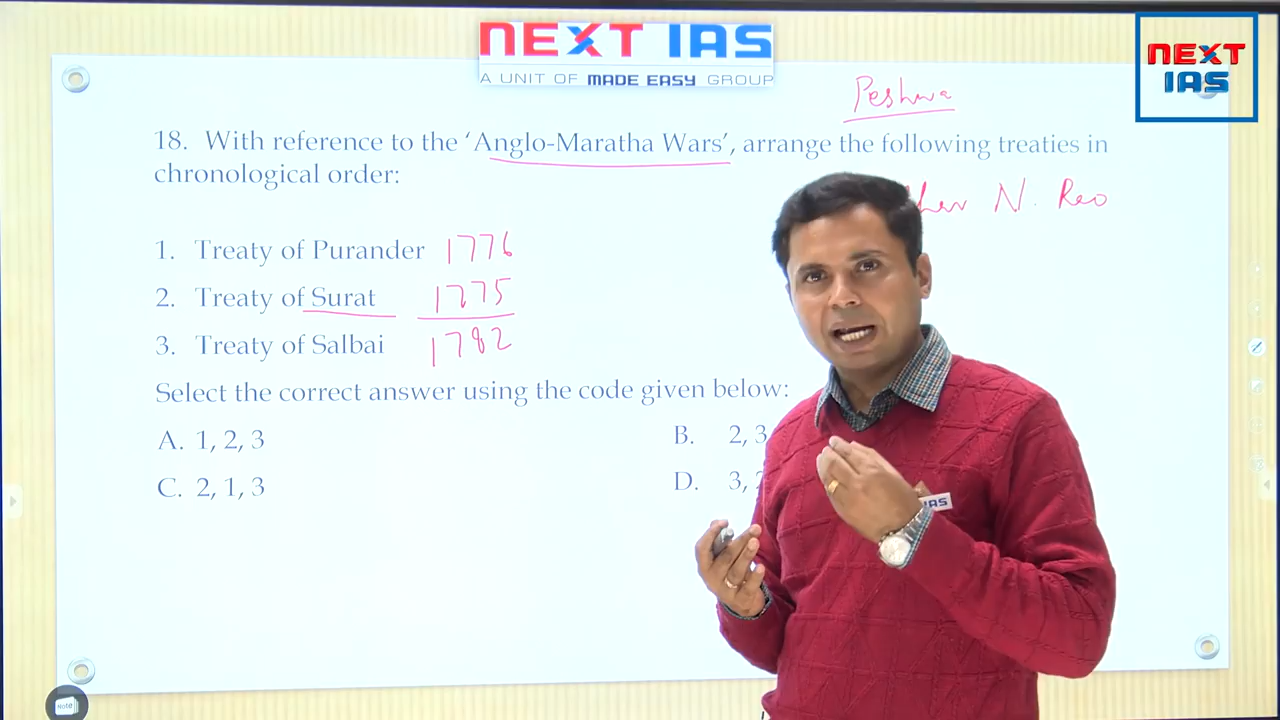 NEXT IAS
A UNIT OF MADE EASY GROUP
NEXT
IAS
Peshwa
18. With reference to the ‘Anglo-Maratha Wars’, arrange the following treaties in
chronological order:
N. Rao
1. Treaty of Purander 1776
2. Treaty of Surat 1775
3. Treaty of Salbai 1782
Select the correct answer using the code given below:
A. 1, 2, 3
B. 2, 3
C. 2, 1, 3
D. 3,
IAS
Note